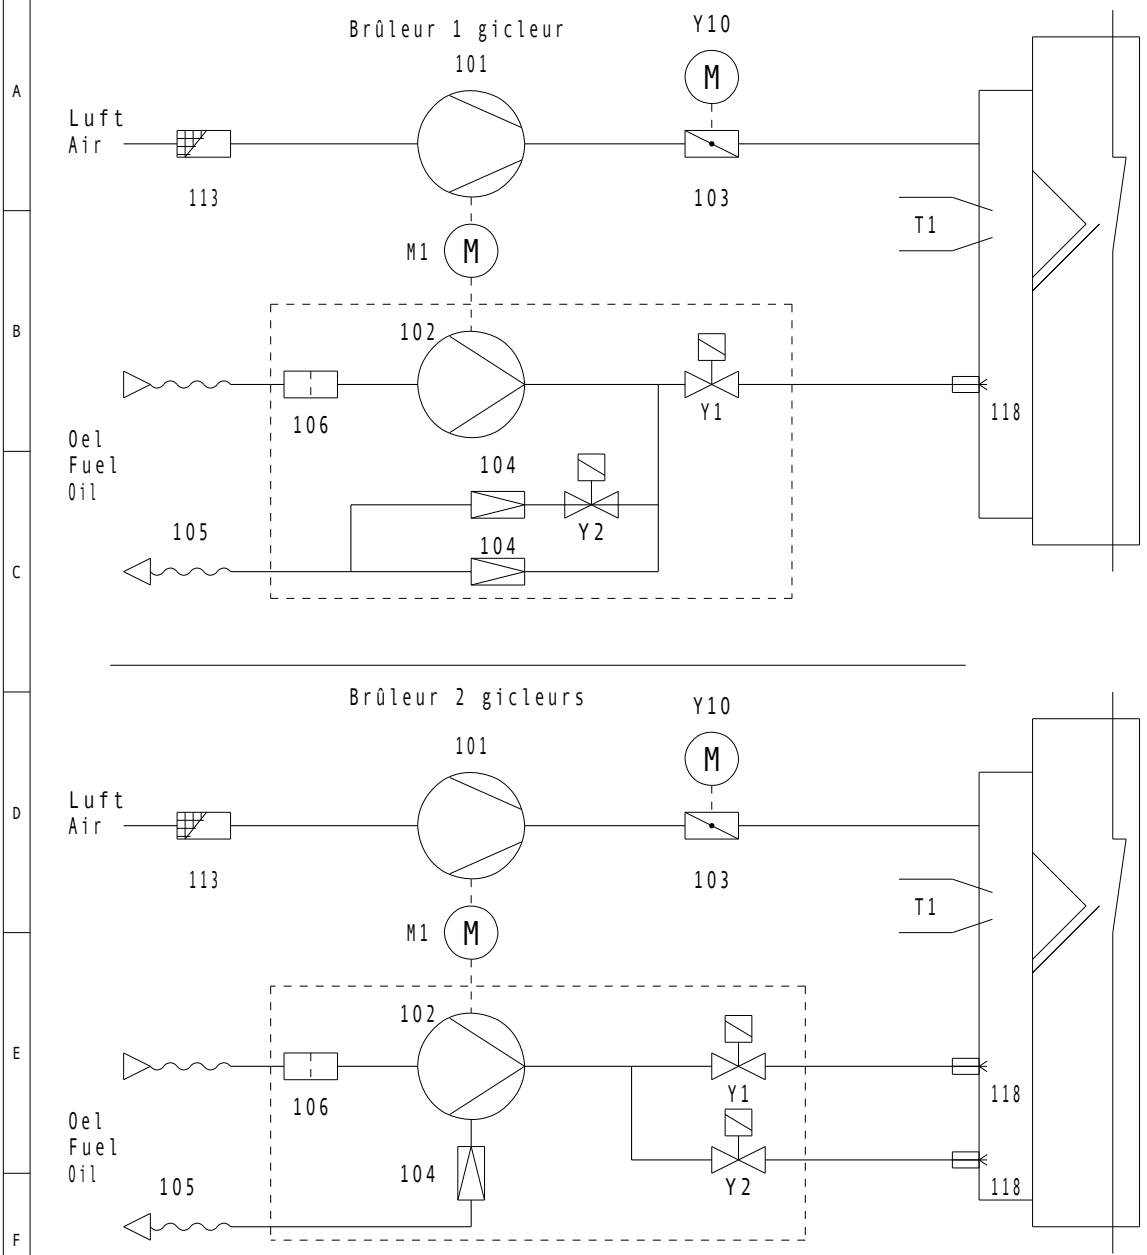 Brûleur 1 gicleur
Y10
101
M
A
Luft
Air
113
103
T1
M1
M
B
102
106
Y1
118
Oel
Fuel
Oil
104
Y2
105
104
C
Brûleur 2 gicleurs
Y10
101
M
D
Luft
Air
113
103
T1
M1
M
102
E
106
Y1
118
Oel
Fuel
Oil
104
105
Y2
118
F